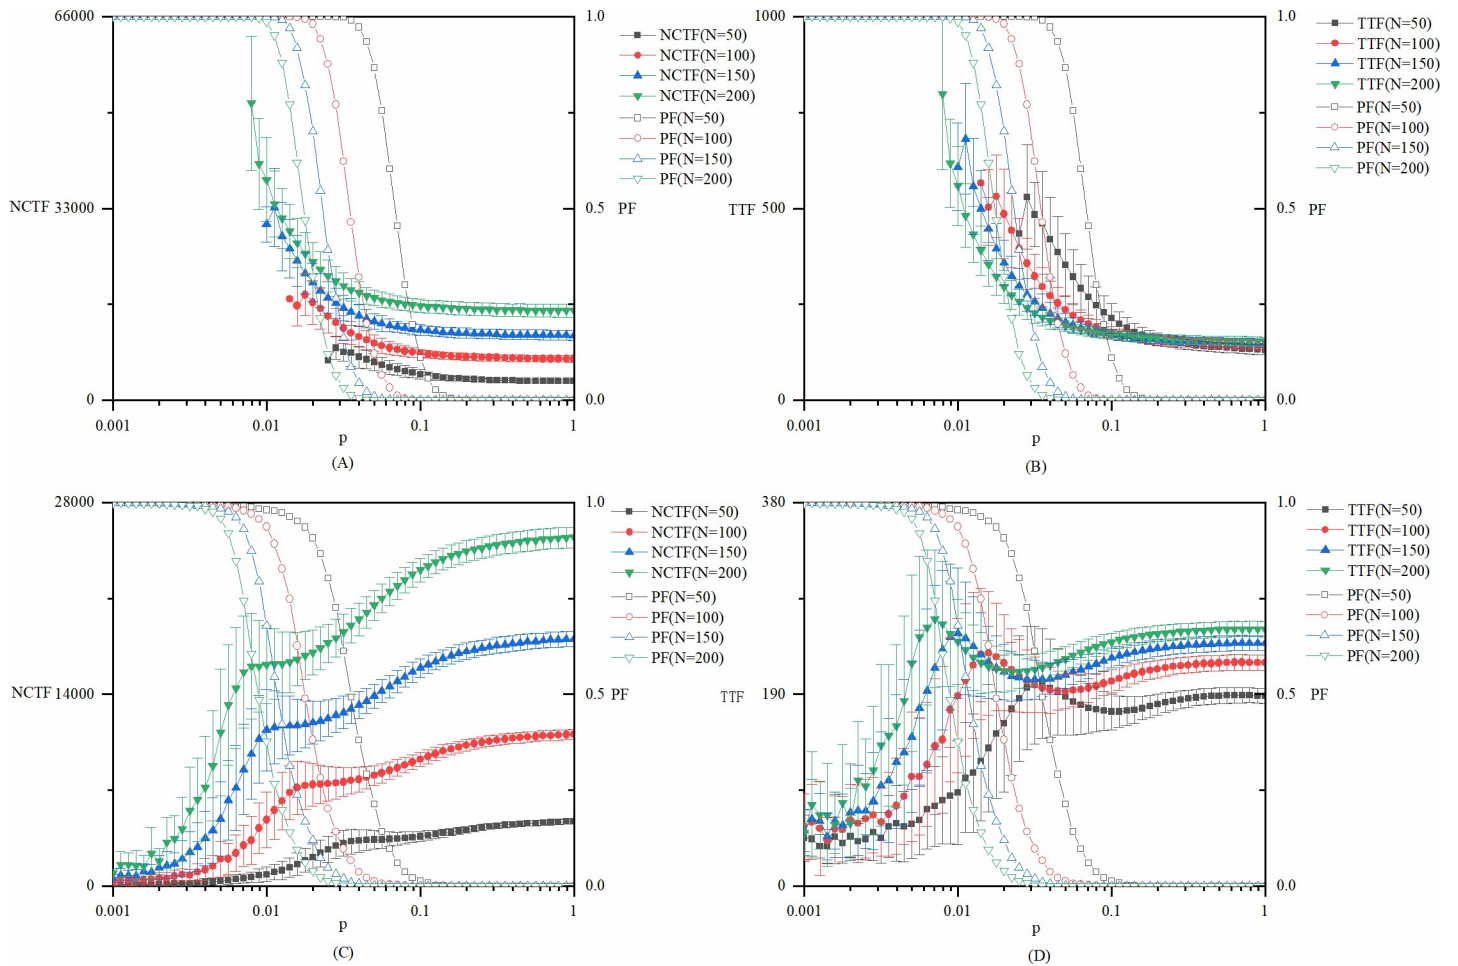 66000
33000
0
NCTF
1.0
0.5
0.0
PF
0.001
0.01
0.1
1
p
(A)
NCTF(N=50)
NCTF(N=100)
NCTF(N=150)
NCTF(N=200)
PF(N=50)
PF(N=100)
PF(N=150)
PF(N=200)
1000
500
0
TTF
1.0
0.5
0.0
PF
0.001
0.01
0.1
1
p
(B)
TTF(N=50)
TTF(N=100)
TTF(N=150)
TTF(N=200)
PF(N=50)
PF(N=100)
PF(N=150)
PF(N=200)
28000
NCTF 14000
0
1.0
0.5
0.0
PF
0.001
0.01
0.1
1
p
(C)
NCTF(N=50)
NCTF(N=100)
NCTF(N=150)
NCTF(N=200)
PF(N=50)
PF(N=100)
PF(N=150)
PF(N=200)
380
190
0
TTF
1.0
0.5
0.0
PF
0.001
0.01
0.1
1
p
(D)
TTF(N=50)
TTF(N=100)
TTF(N=150)
TTF(N=200)
PF(N=50)
PF(N=100)
PF(N=150)
PF(N=200)